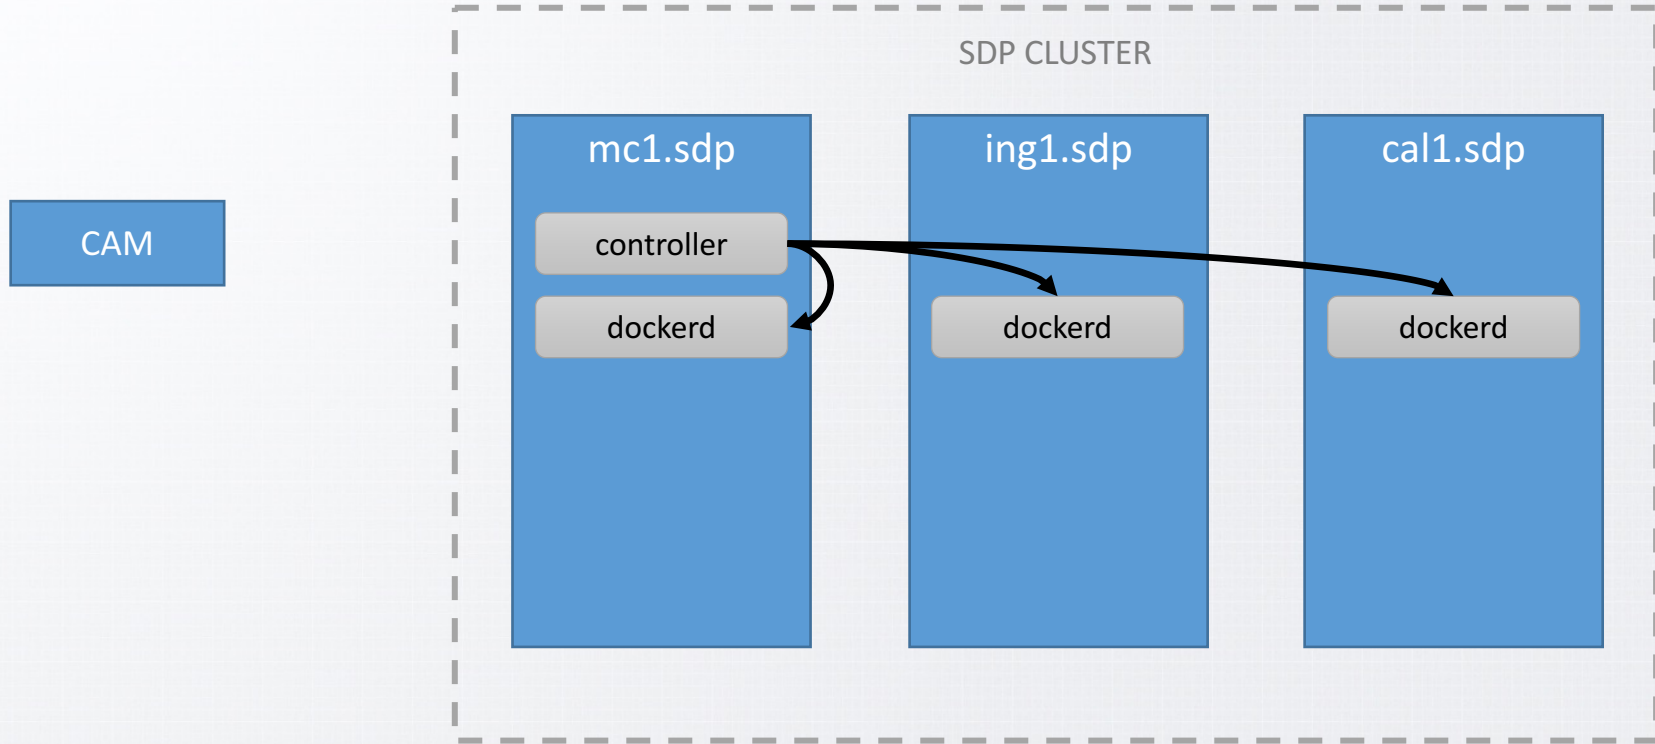 SDP CLUSTER
mc1.sdp
ing1.sdp
cal1.sdp
CAM
controller
dockerd
dockerd
dockerd